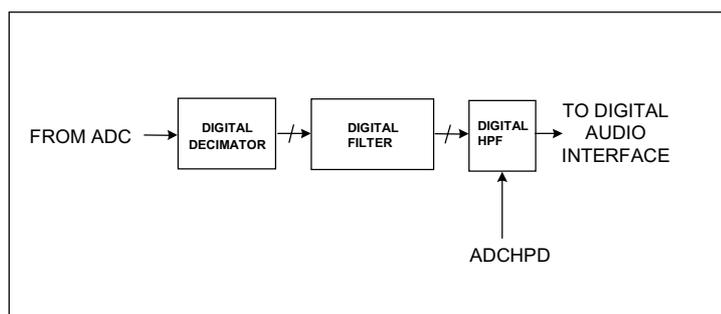 FROM ADC
DIGITAL
DECIMATOR
DIGITAL
FILTER
DIGITAL
HPF
TO DIGITAL
AUDIO
INTERFACE
ADCHPD